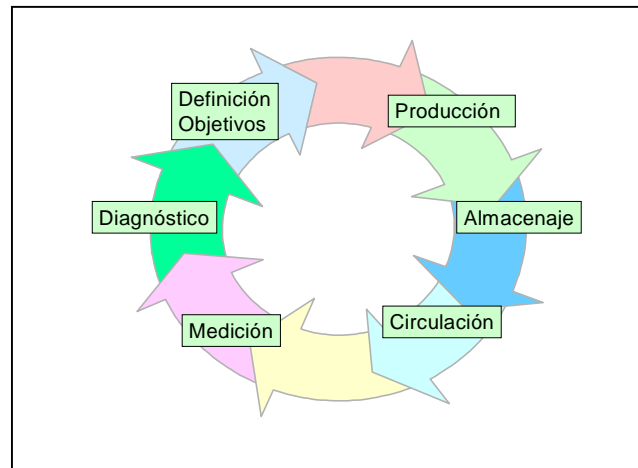 Definición
Objetivos
Producción
Almacenaje
Circulación
Medición
Diagnóstico